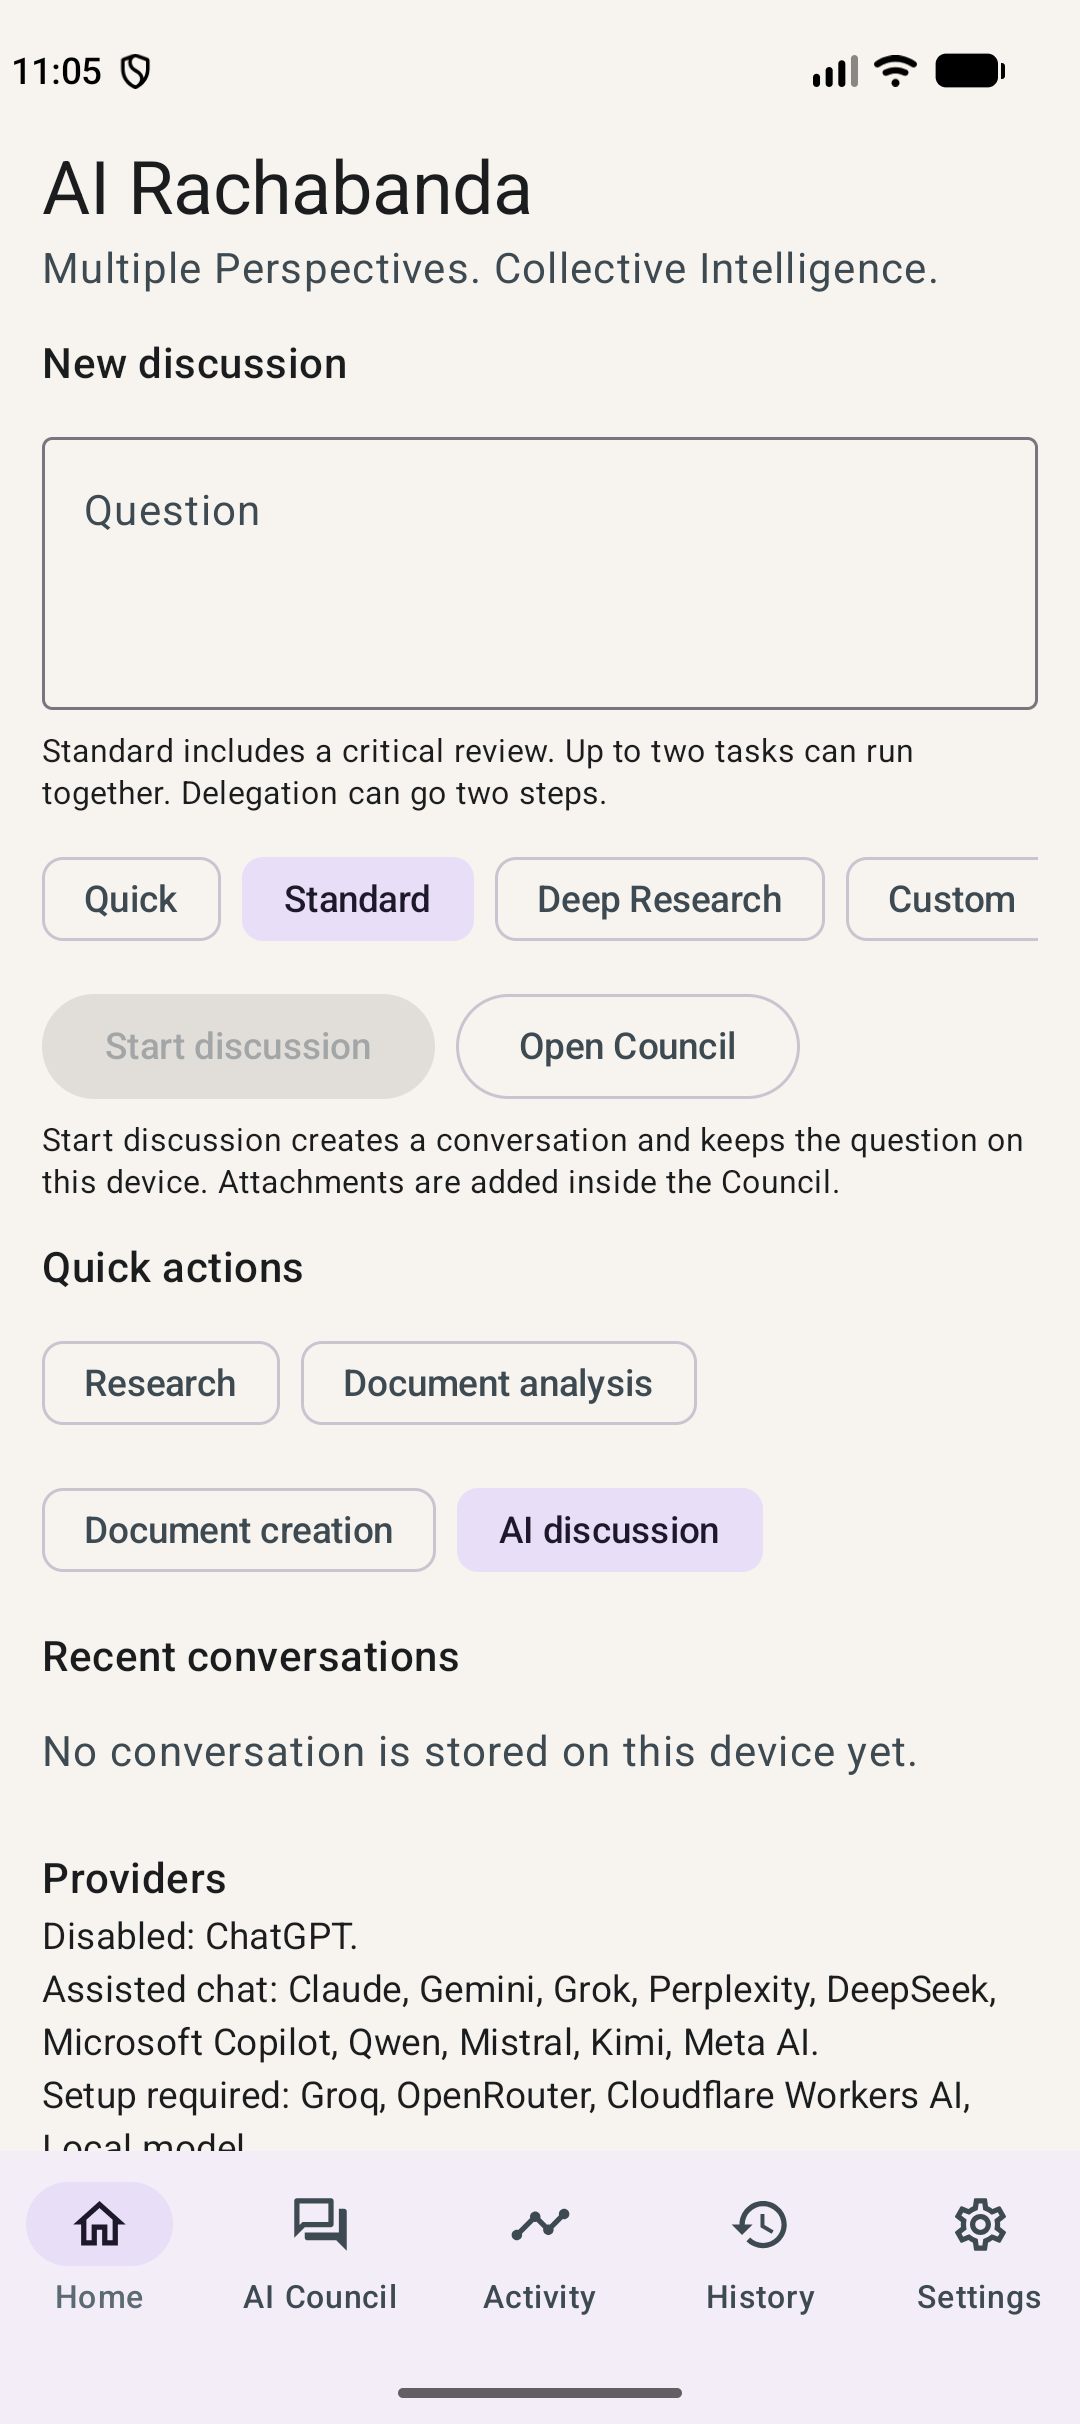 11:05
AI Rachabanda
Multiple Perspectives. Collective Intelligence.
New discussion
Question
Standard includes a critical review. Up to two tasks can run
together. Delegation can go two steps.
Quick
Standard
Deep Research
Custom
Start discussion
Open Council
Start discussion creates a conversation and keeps the question on
this device. Attachments are added inside the Council.
Quick actions
Research
Document analysis
Document creation
AI discussion
Recent conversations
No conversation is stored on this device yet.
Providers
Disabled: ChatGPT.
Assisted chat: Claude, Gemini, Grok, Perplexity, DeepSeek,
Microsoft Copilot, Qwen, Mistral, Kimi, Meta AI.
Setup required: Groq, OpenRouter, Cloudflare Workers AI,
Local model
Home
AI Council
Activity
History
Settings